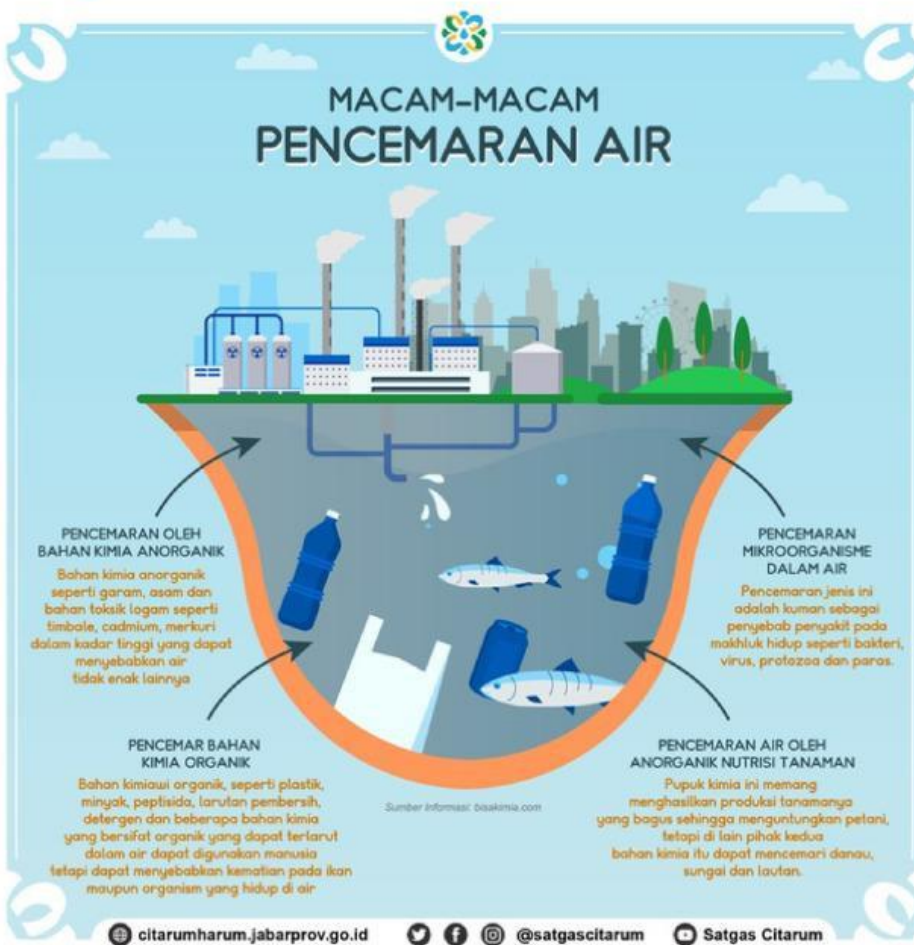 MACAM-MACAM
PENCEMARAN AIR
PENCEMARAN OLEH
BAHAN KIMIA ANORGANIK
Bahan kimia anorganik
seperti garam, asam dan
bahan toksik logam seperti
timbale, cadmium, merkuri
dalam kadar tinggi yang dapat
menyebabkan air
tidak enak lainnya
PENCEMARAN
MIKROORGANISME
DALAM AIR
Pencemaran jenis ini
adalah kuman sebagai
penyebab penyakit pada
makhluk hidup seperti bakteri,
virus, protozoa dan paras.
PENCEMAR BAHAN
KIMIA ORGANIK
Bahan kimiawi organik, seperti plastik,
minyak, peptisida, larutan pembersih,
detergen dan beberapa bahan kimia
yang bersifat organik yang dapat terlarut
dalam air dapat digunakan manusia
tetapi dapat menyebabkan kematian pada ikan
maupun organism yang hidup di air
PENCEMARAN AIR OLEH
ANORGANIK NUTRISI TANAMAN
Pupuk kimia ini memang
menghasilkan produksi tanamanya
yang bagus sehingga menguntungkan petani,
tetapi di lain pihak kedua
bahan kimia itu dapat mencemari danau,
sungai dan lautan.
Sumber Informasi: bisakimia.com
citarumharum.jabarprov.go.id @satgascitarum Satgas Citarum